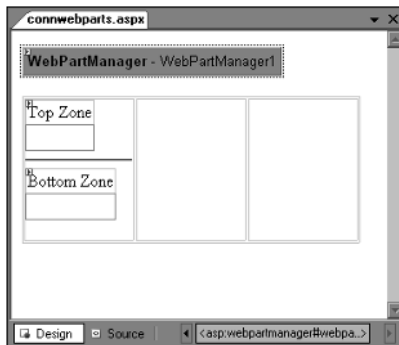 connwebparts.aspx
WebPartManager - WebPartManager1
Top Zone
Bottom Zone
Design Source <asp:webpartmanager#webpa...>